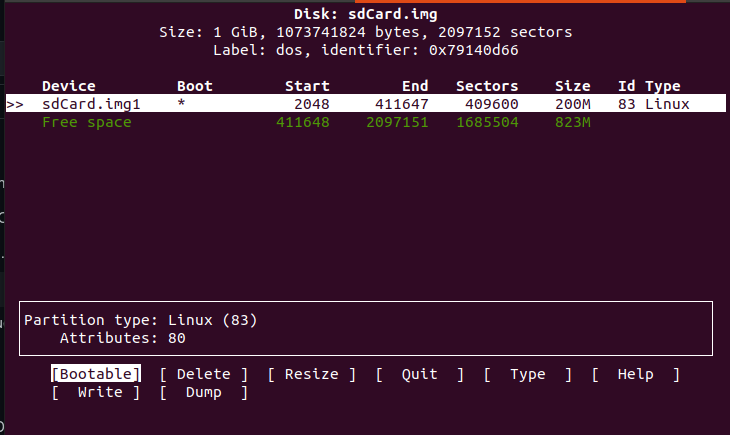 Disk: sdCard.img
Size: 1 GiB, 1073741824 bytes, 2097152 sectors
Label: dos, identifier: 0x79140d66
Device Boot Start End Sectors Size Id Type
>> sdCard.img1 * 2048 411647 409600 200M 83 Linux
Free space 411648 2097151 1685504 823M
Partition type: Linux (83)
Attributes: 80
[Bootable] [ Delete ] [ Resize ] [ Quit ] [ Type ] [ Help ]
[ Write ] [ Dump ]